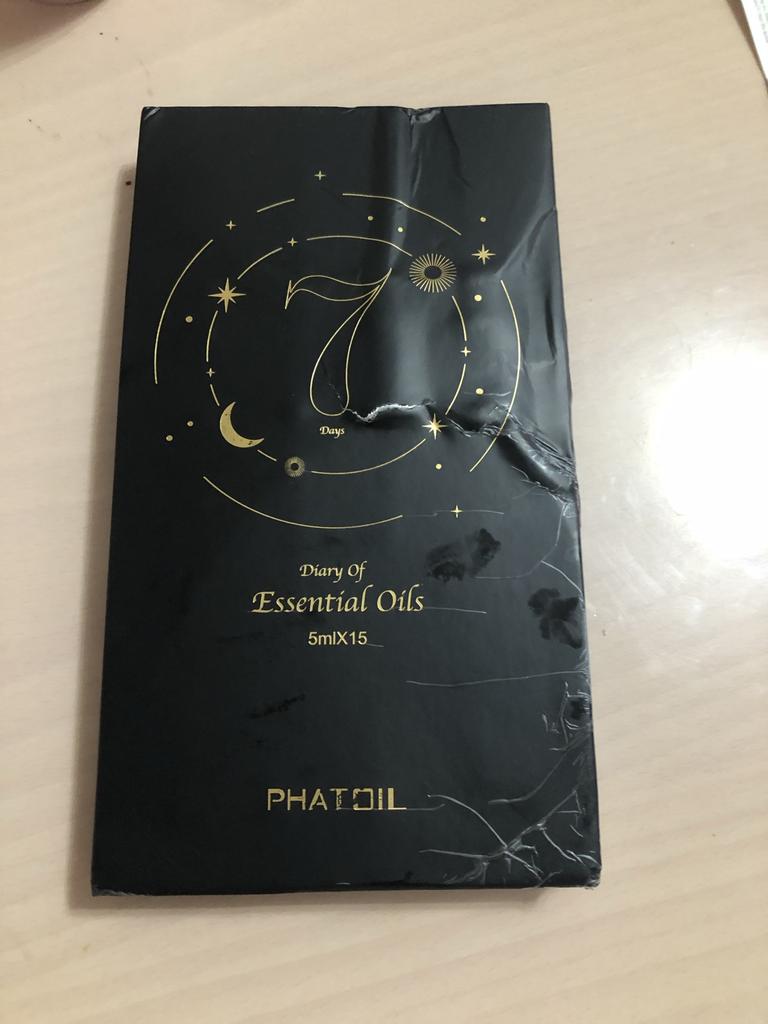 7
Days
Diary Of
Essential Oils
5mlX15
PHATOIL